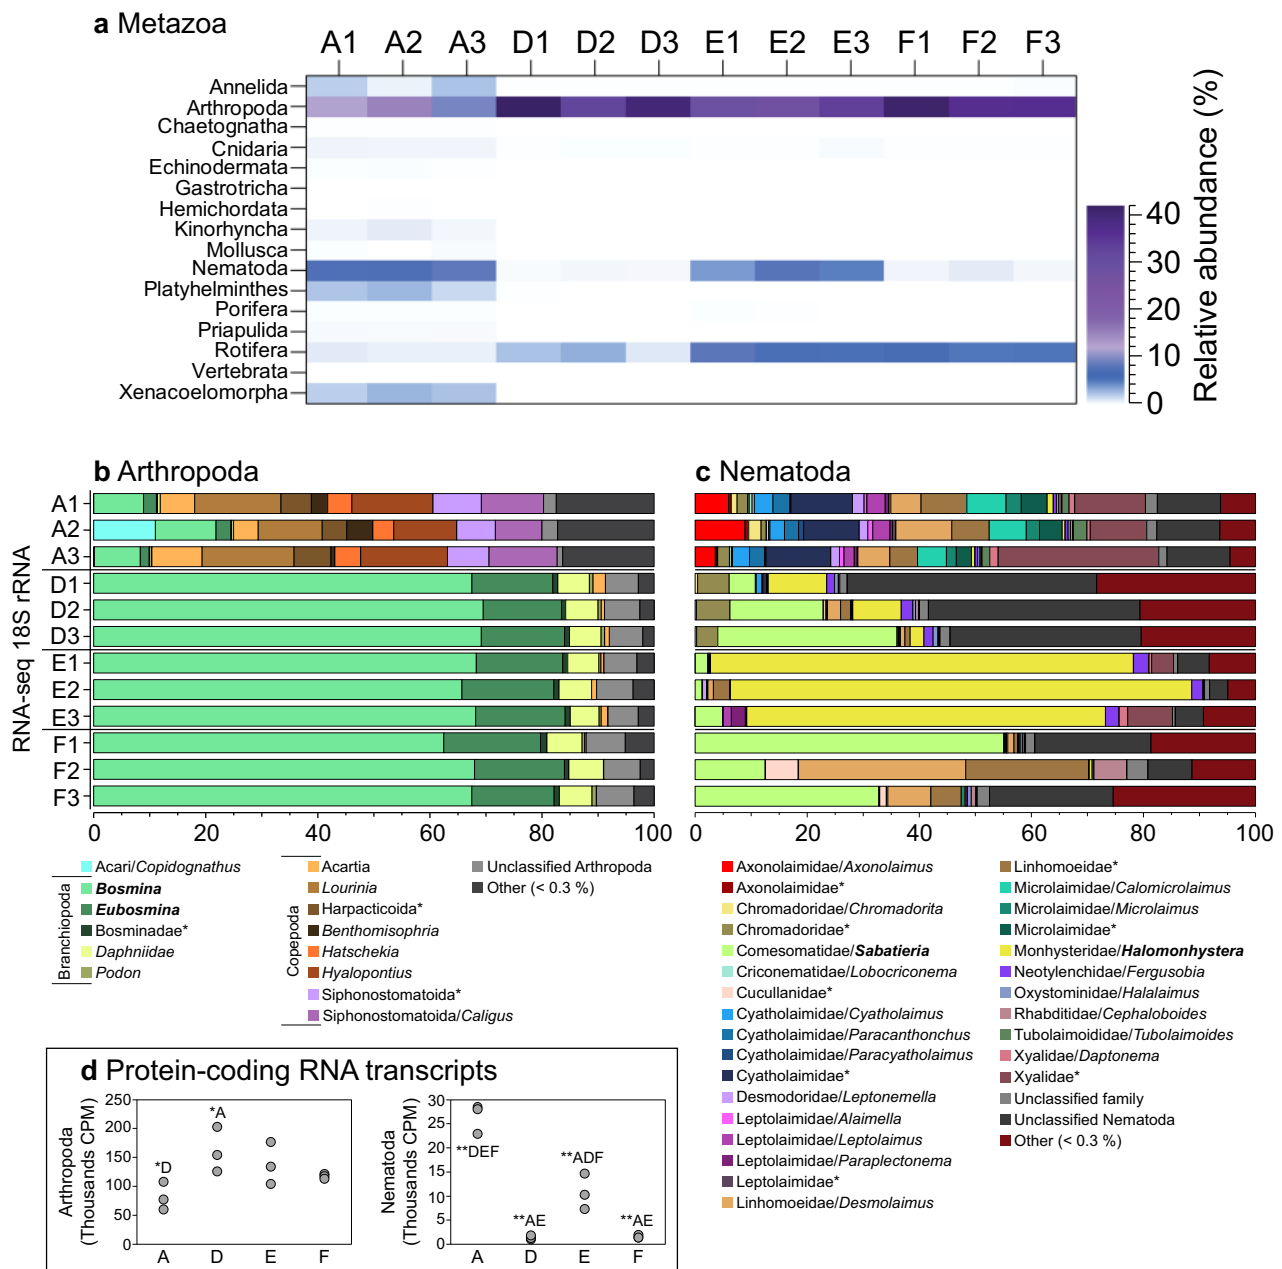 a Metazoa
A1 A2 A3 D1 D2 D3 E1 E2 E3 F1 F2 F3
Annelida
Arthropoda
Chaetognatha
Cnidaria
Echinodermata
Gastrotricha
Hemichordata
Kinorhyncha
Mollusca
Nematoda
Platyhelminthes
Porifera
Priapulida
Rotifera
Vertebrata
Xenacoelomorpha
40
30
20
10
0
Relative abundance (%)
b Arthropoda
c Nematoda
RNA-seq 18S rRNA
A1
A2
A3
D1
D2
D3
E1
E2
E3
F1
F2
F3
0 20 40 60 80 100
0 20 40 60 80 100
Branchiopoda
Acari/Copidognathus
Bosmina
Eubosmina
Bosminadae*
Daphniidae
Podon
Copepoda
Acartia
Lourinia
Harpacticoida*
Benthomisophria
Hatschekia
Hyalopontius
Siphonostomatoida*
Siphonostomatoida/Caligus
Unclassified Arthropoda
Other (< 0.3 %)
Axonolaimidae/Axonolaimus
Axonolaimidae*
Chromadoridae/Chromadorita
Chromadoridae*
Comesomatidae/Sabatieria
Criconematidae/Lobocriconema
Cucullanidae*
Cyatholaimidae/Cyatholaimus
Cyatholaimidae/Paracanthonchus
Cyatholaimidae/Paracyatholaimus
Cyatholaimidae*
Desmodoridae/Leptonemella
Leptolaimidae/Alaimella
Leptolaimidae/Leptolaimus
Leptolaimidae/Paraplectonema
Leptolaimidae*
Linhomoeidae/Desmolaimus
Linhomoeidae*
Microlaimidae/Calomicrolaimus
Microlaimidae/Microlaimus
Microlaimidae*
Monhysteridae/Halomonhystera
Neotylenchidae/Fergusobia
Oxystominidae/Halalaimus
Rhabditidae/Cephaloboides
Tubolaimoididae/Tubolaimoides
Xyalidae/Daptonema
Xyalidae*
Unclassified family
Unclassified Nematoda
Other (< 0.3 %)
d Protein-coding RNA transcripts
Arthropoda
(Thousands CPM)
250
200
150
100
50
0
*D
*A
A D E F
Nematoda
(Thousands CPM)
30
25
20
15
10
5
0
**DEF
**AE
**ADF
**AE
A D E F